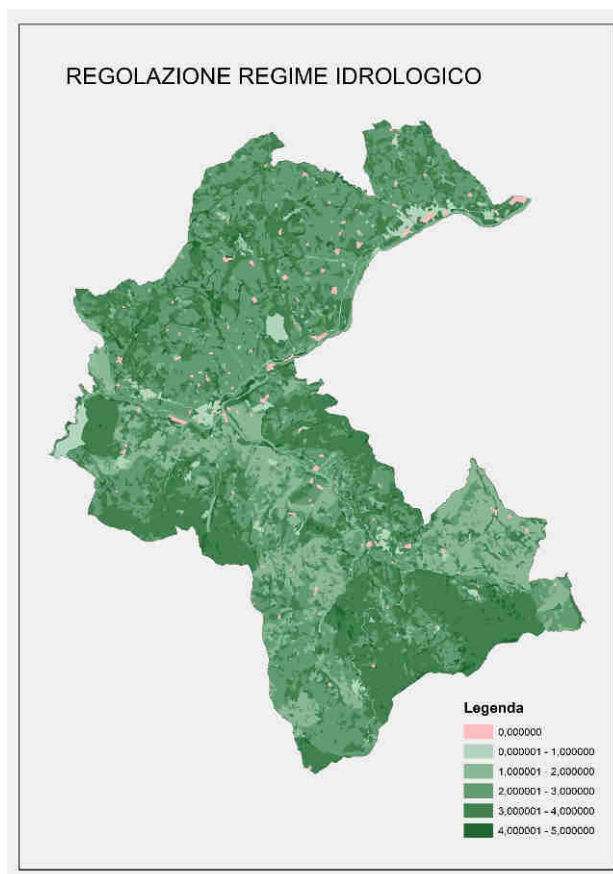 REGOLAZIONE REGIME IDROLOGICO
Legenda
0,000000
0,000001 - 1,000000
1,000001 - 2,000000
2,000001 - 3,000000
3,000001 - 4,000000
4,000001 - 5,000000